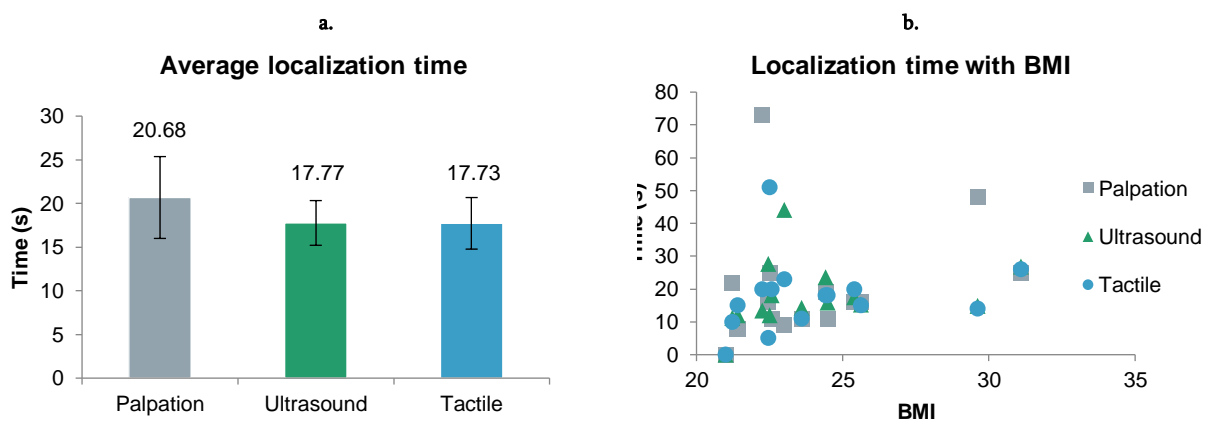 a.
Average localization time
30
25
20
15
10
5
0
Time (s)
20.68
17.77
17.73
Palpation
Ultrasound
Tactile
b.
Localization time with BMI
80
70
60
50
40
30
20
10
0
Time (s)
20
25
30
35
BMI
Palpation
Ultrasound
Tactile